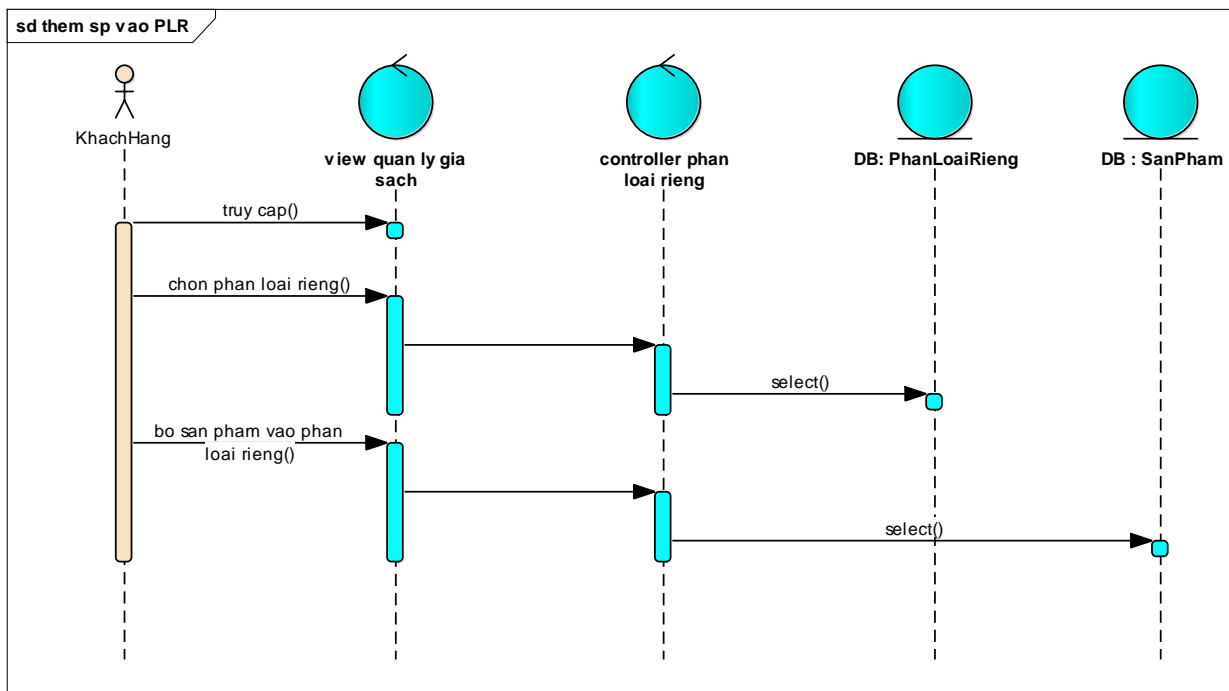 sd them sp vao PLR
KhachHang
view quan ly gia
sach
controller phan
loai rieng
DB: PhanLoaiRieng
DB : SanPham
truy cap()
chon phan loai rieng()
select()
bo san pham vao phan
loai rieng()
select()